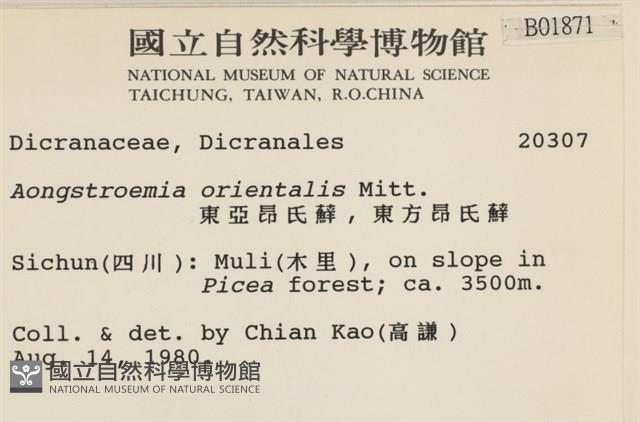 國立自然科學博物館
B01871
NATIONAL MUSEUM OF NATURAL SCIENCE
TAICHUNG, TAIWAN, R.O.CHINA
Dicranaceae, Dicranales 20307
Aongstroemia orientalis Mitt.
東亞昂氏蘚, 東方昂氏蘚
Sichun(四川): Muli(木里), on slope in
Picea forest; ca. 3500m.
Coll. & det. by Chian Kao(高謙)
Aug. 14, 1980.
國立自然科學博物館
NATIONAL MUSEUM OF NATURAL SCIENCE